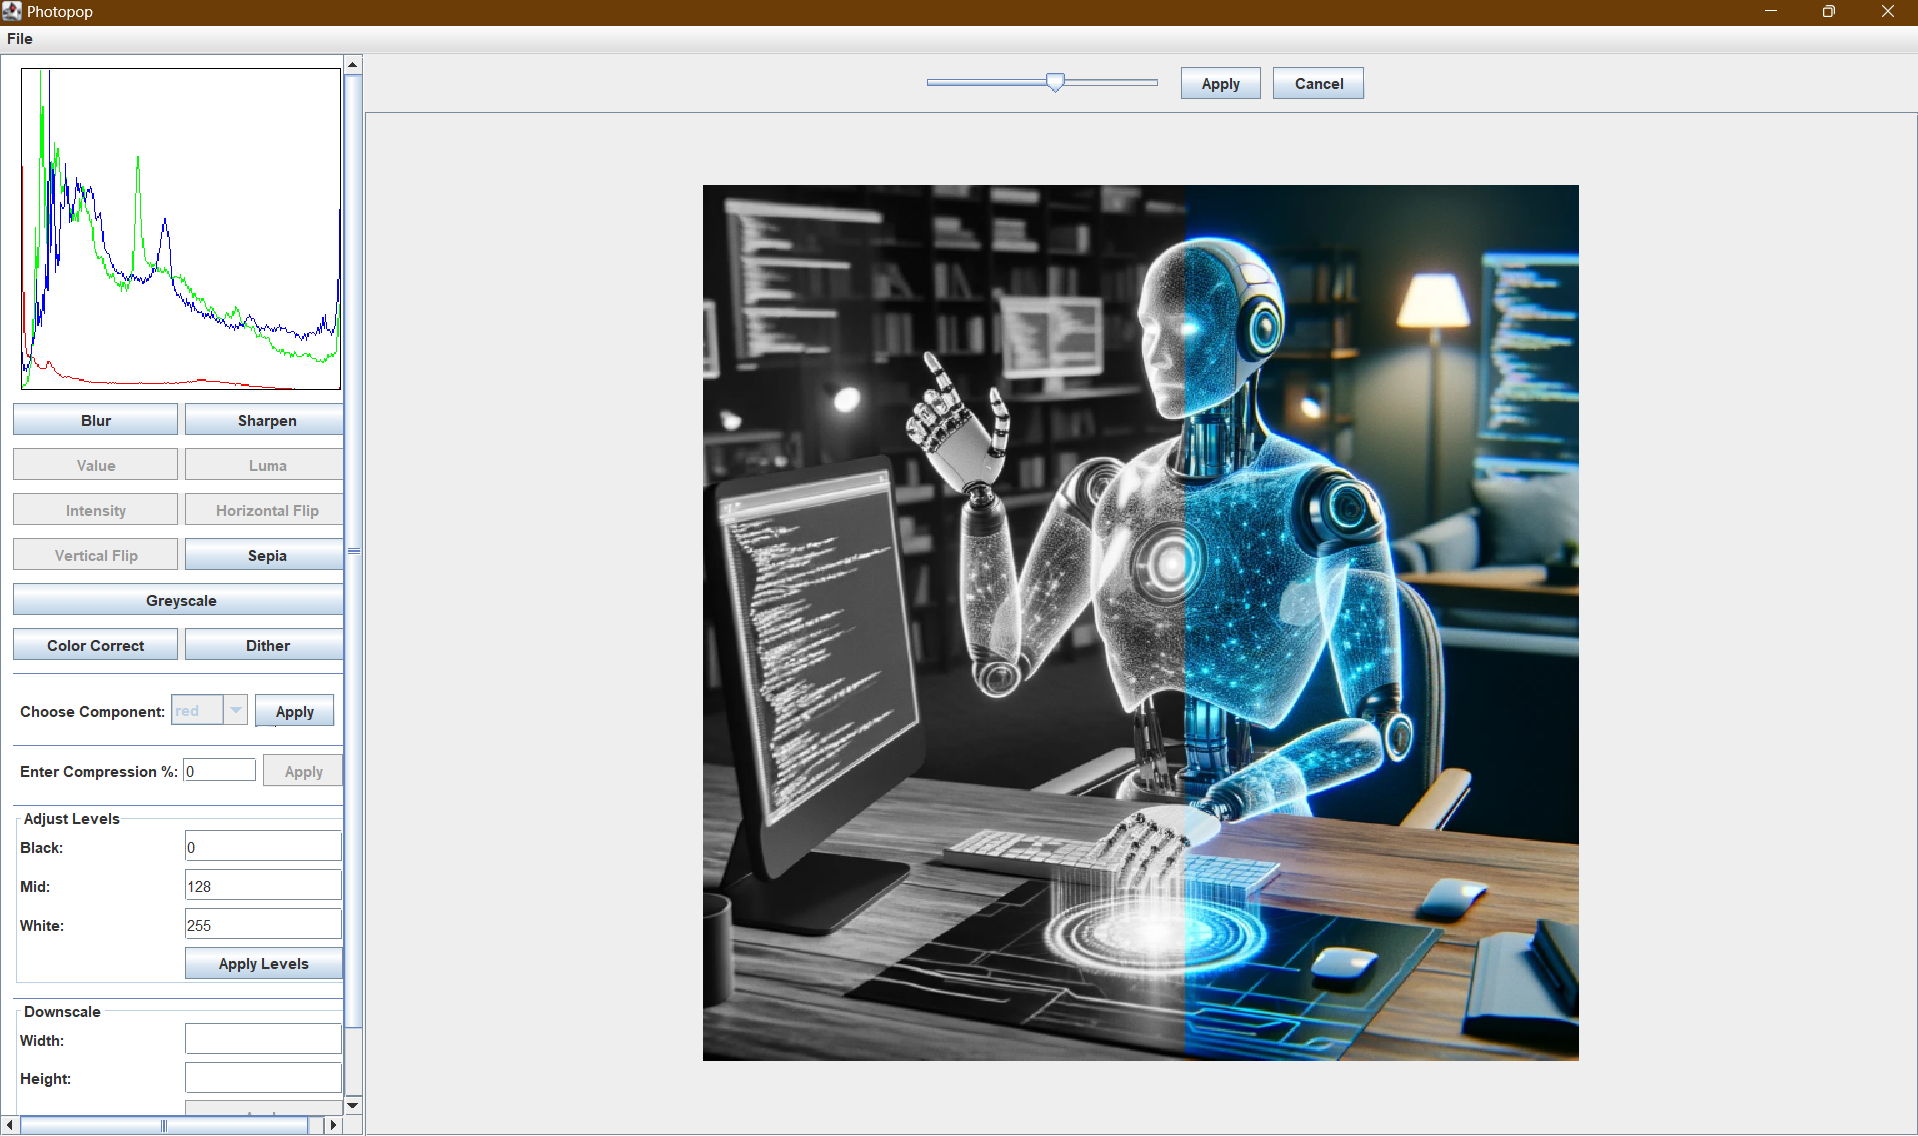 Photopop
File
Apply Cancel
Blur Sharpen
Value Luma
Intensity Horizontal Flip
Vertical Flip Sepia
Greyscale
Color Correct Dither
Choose Component: red Apply
Enter Compression %: 0 Apply
Adjust Levels
Black: 0
Mid: 128
White: 255
Apply Levels
Downscale
Width:
Height: